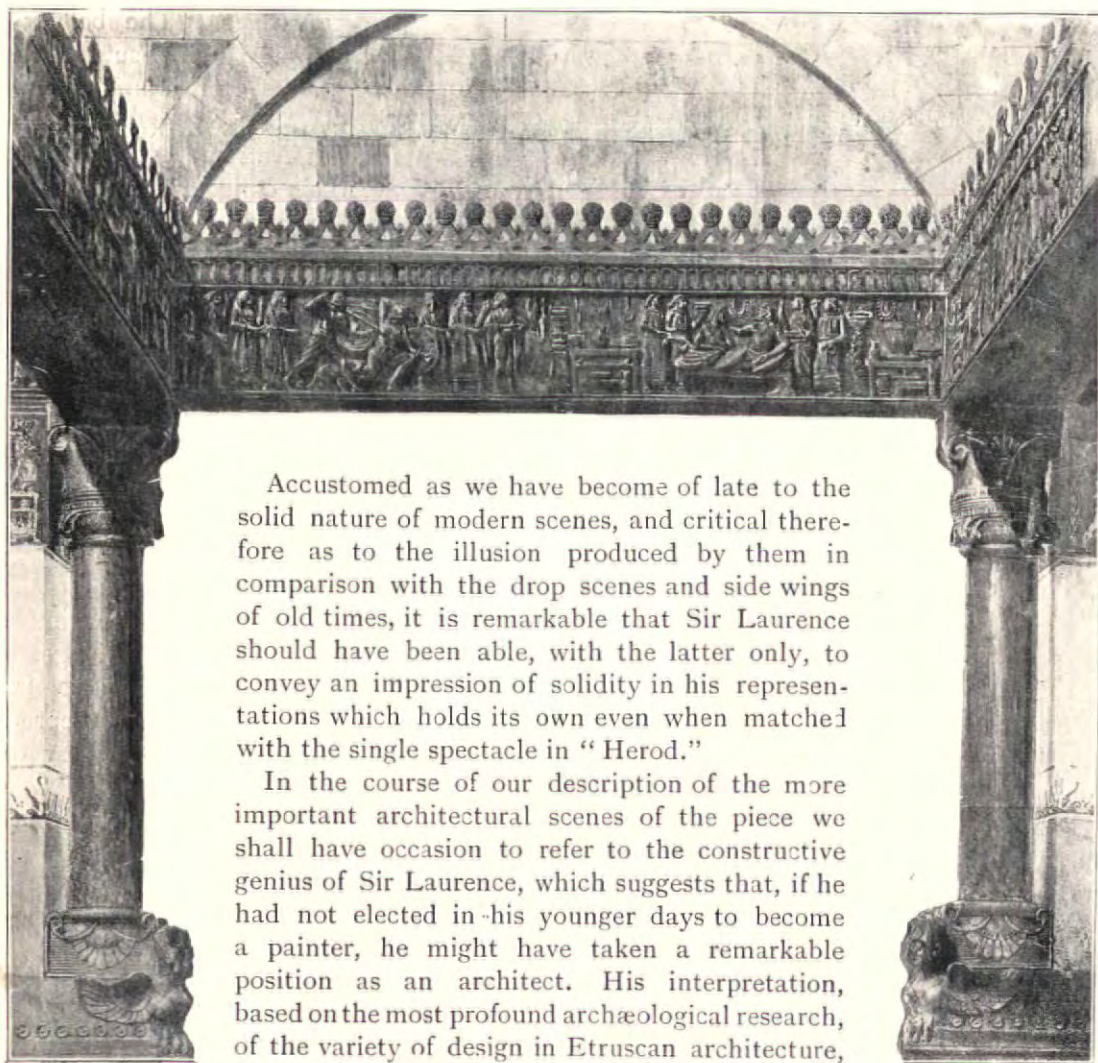 Accustomed as we have become of late to the
solid nature of modern scenes, and critical there-
fore as to the illusion produced by them in
comparison with the drop scenes and side wings
of old times, it is remarkable that Sir Laurence
should have been able, with the latter only, to
convey an impression of solidity in his represen-
tations which holds its own even when matched
with the single spectacle in “ Herod.”
In the course of our description of the more
important architectural scenes of the piece we
shall have occasion to refer to the constructive
genius of Sir Laurence, which suggests that, if he
had not elected in his younger days to become
a painter, he might have taken a remarkable
position as an architect. His interpretation,
based on the most profound archæological research,
of the variety of design in Etruscan architecture,